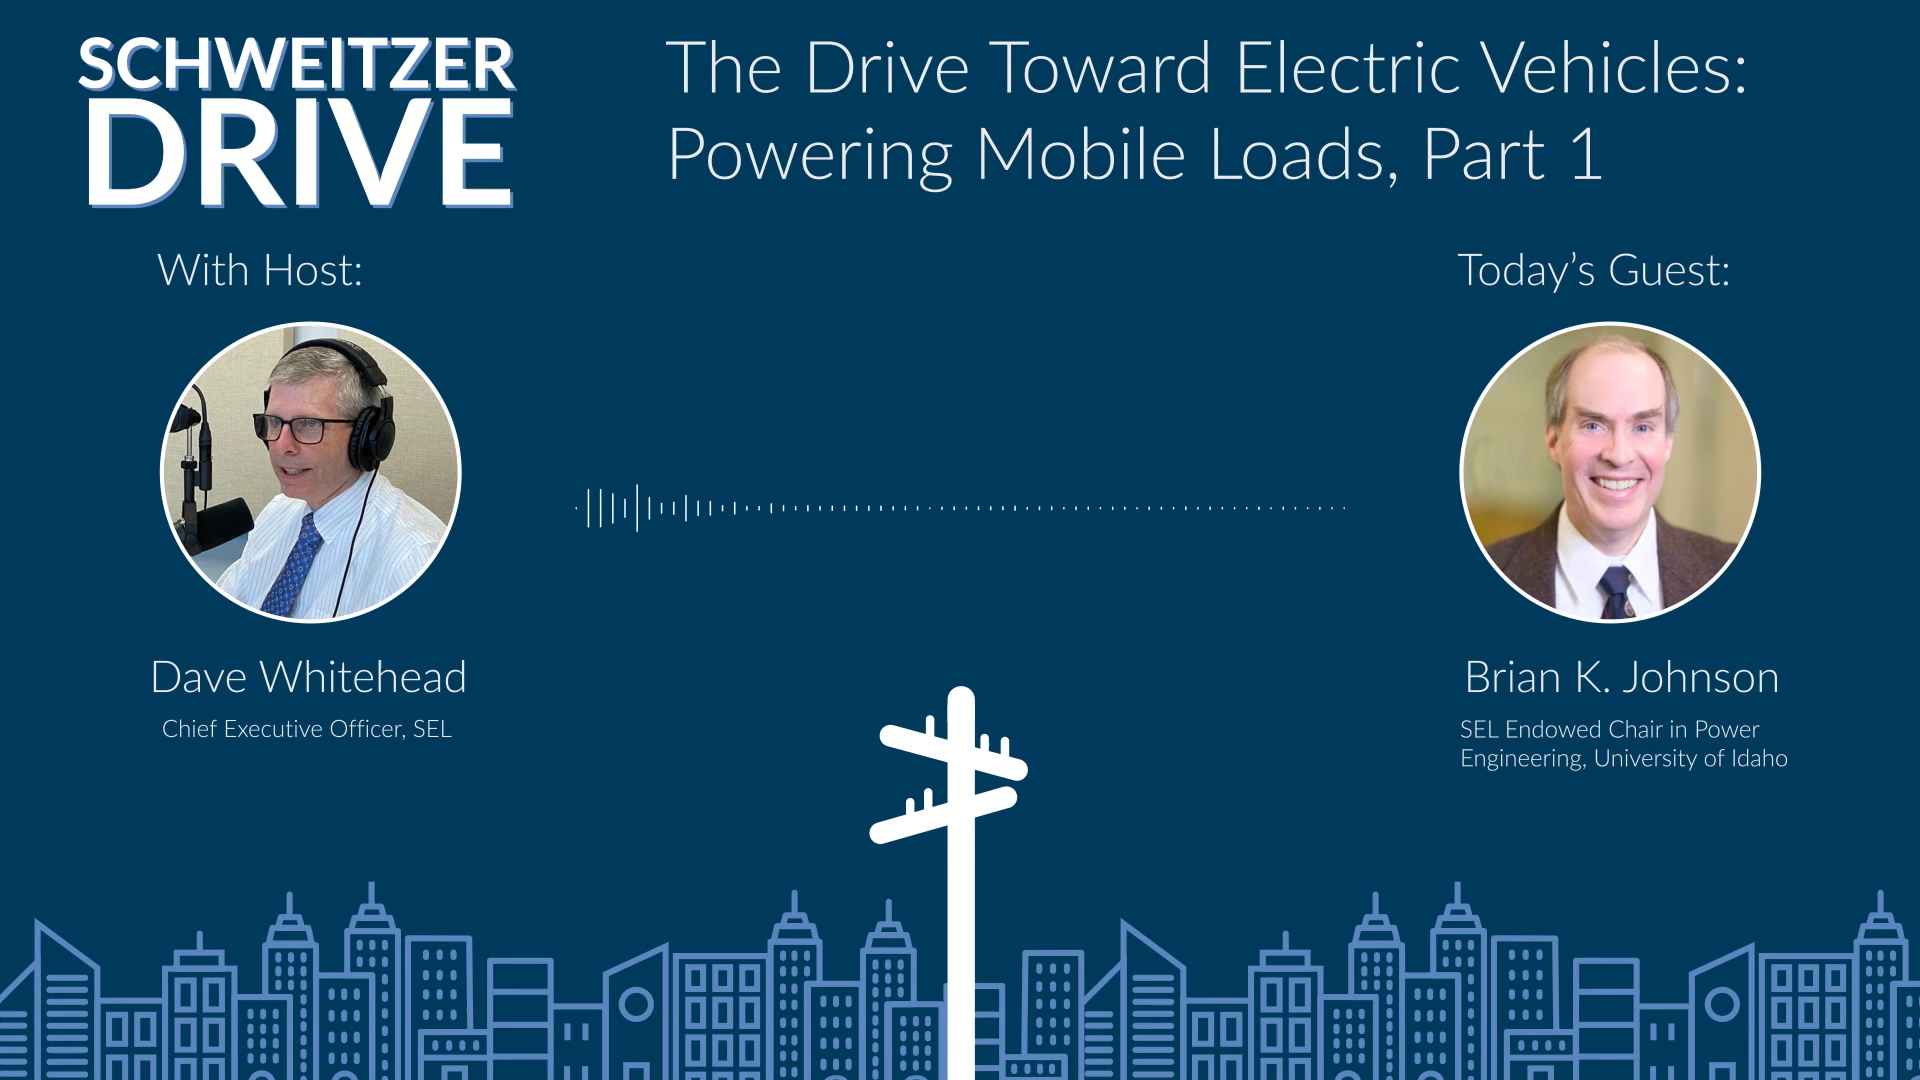 SCHWEITZER
DRIVE
The Drive Toward Electric Vehicles:
Powering Mobile Loads, Part 1
With Host:
Dave Whitehead
Chief Executive Officer, SEL
Today’s Guest:
Brian K. Johnson
SEL Endowed Chair in Power
Engineering, University of Idaho